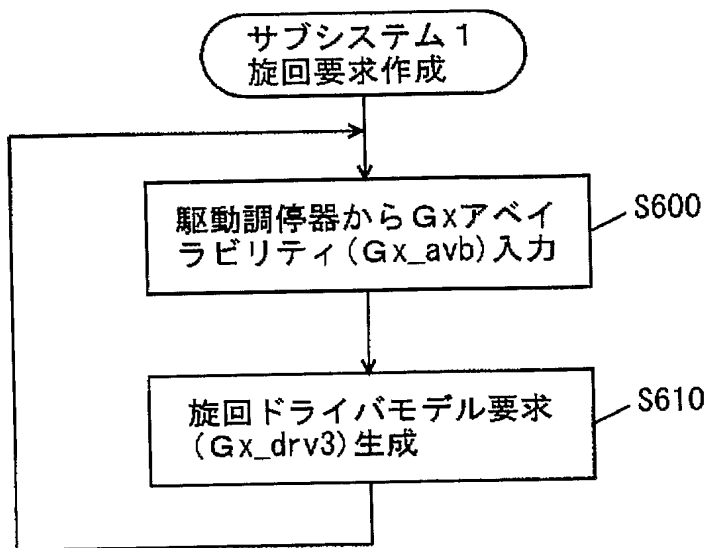 サブシステム1
旋回要求作成
駆動調停器からGxアベイ
ラビリティ(Gx_avb)入力
S600
旋回ドライバモデル要求
(Gx_drv3)生成
S610